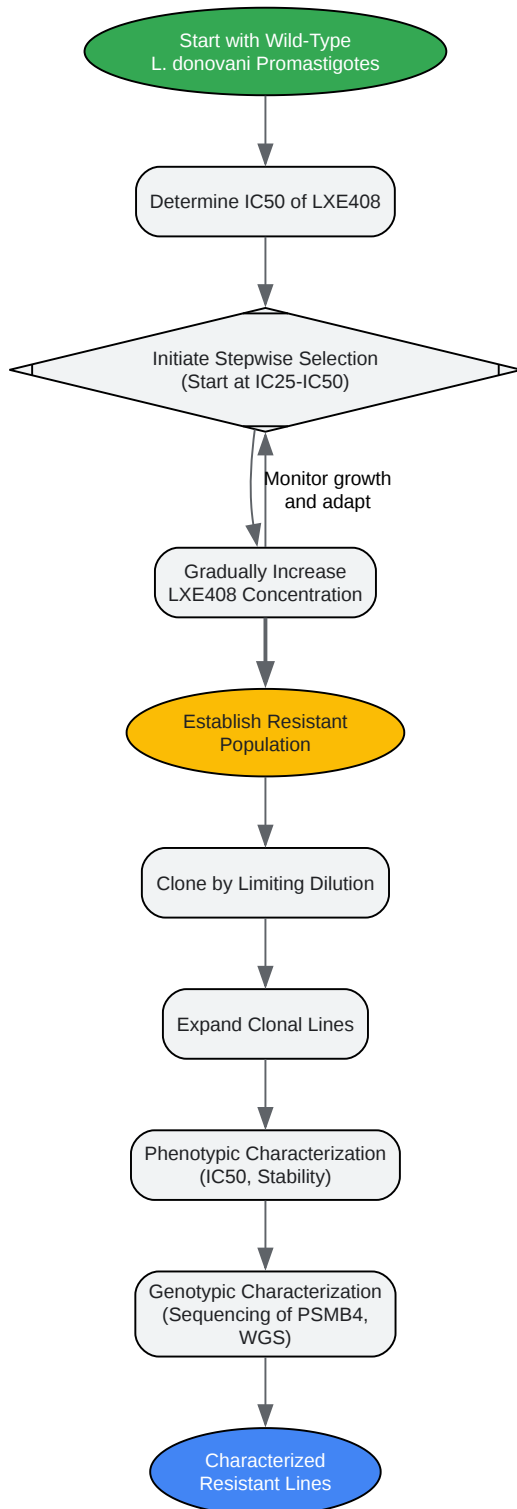 Start with Wild-Type
L. donovani Promastigotes
Determine IC50 of LXE408
Initiate Stepwise Selection
(Start at IC25-IC50)
Monitor growth
and adapt
Gradually Increase
LXE408 Concentration
Establish Resistant
Population
Clone by Limiting Dilution
Expand Clonal Lines
Phenotypic Characterization
(IC50, Stability)
Genotypic Characterization
(Sequencing of PSMB4,
WGS)
Characterized
Resistant Lines